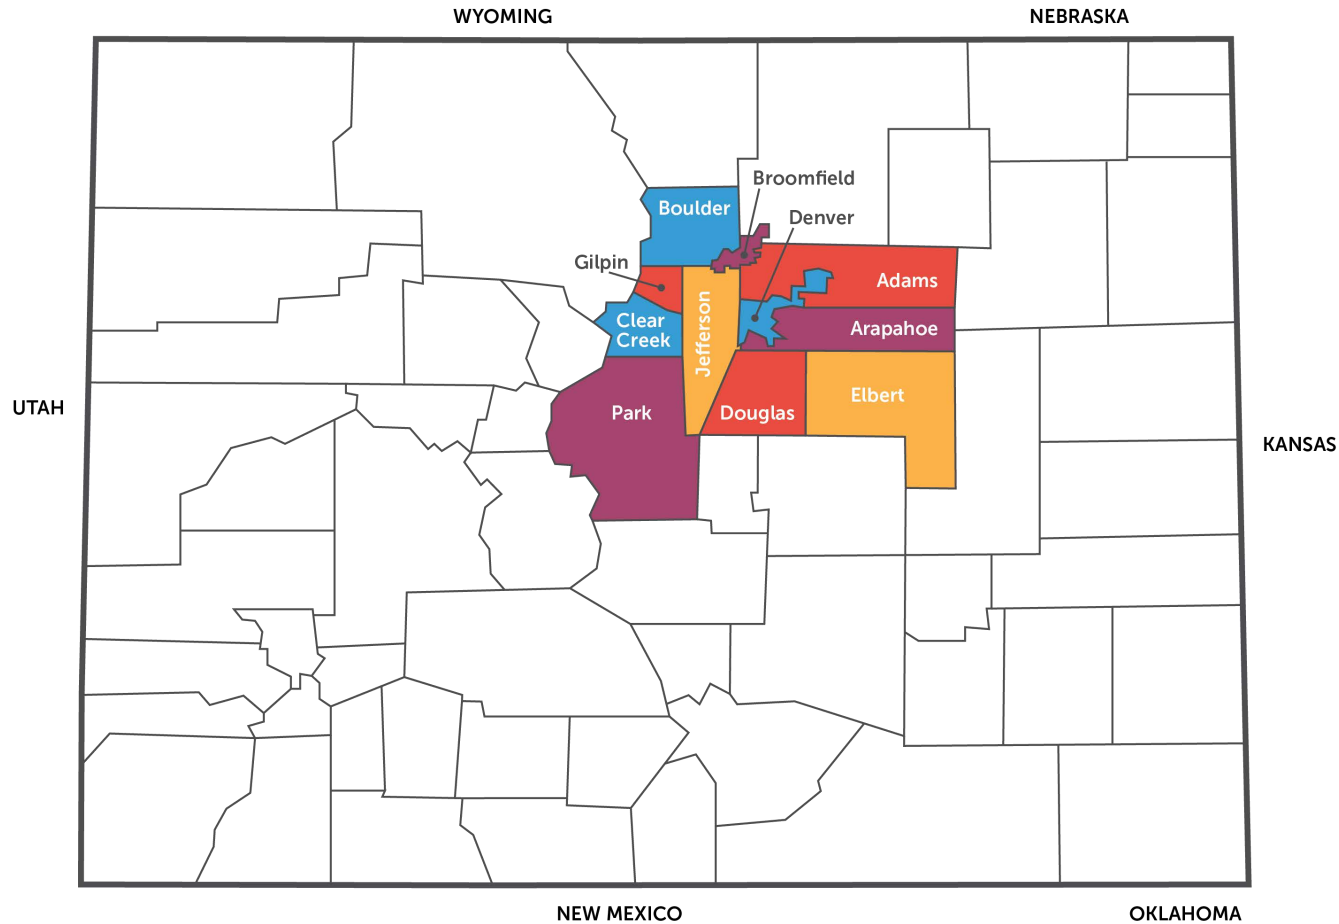 WYOMING
NEBRASKA
Broomfield
Boulder
Denver
Gilpin
Adams
Clear
Creek
Jefferson
Arapahoe
UTAH
Park
Douglas
Elbert
KANSAS
NEW MEXICO
OKLAHOMA